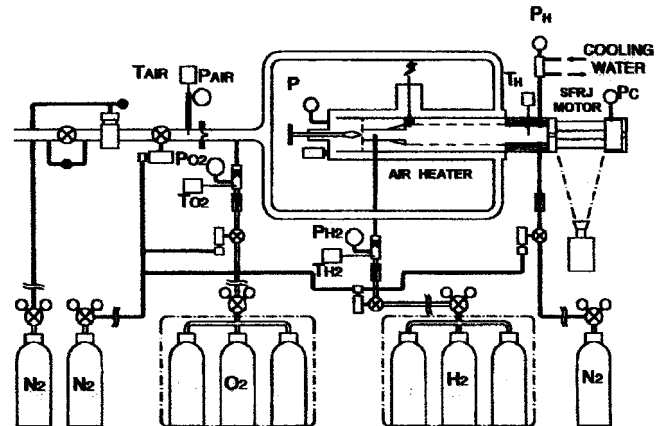 PH
COOLING
WATER
TAIR
PAIR
P
TH
SFRJ
MOTOR
PC
PO2
AIR HEATER
TO2
PH2
TH2
N2
N2
O2
H2
N2